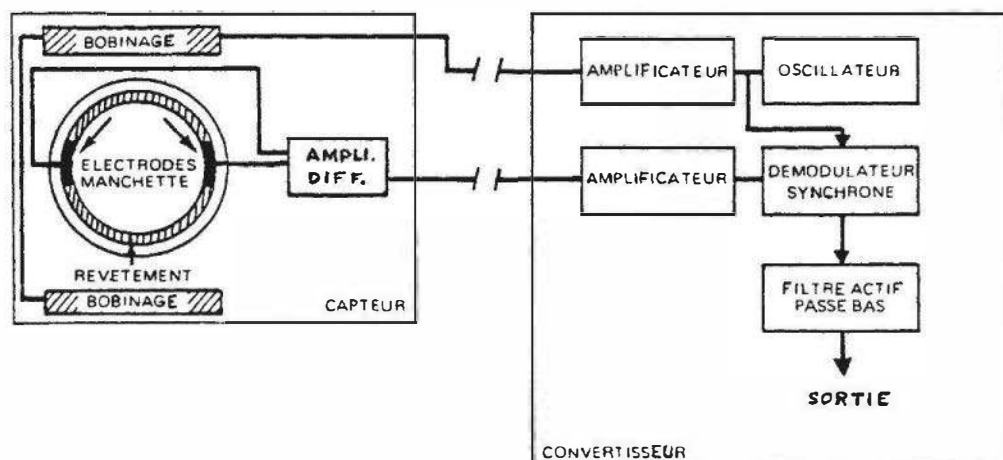 BOBINAGE
ELECTRODES
MANCHETTE
REVETEMENT
BOBINAGE
AMPLI.
DIFF.
CAPTEUR
AMPLIFICATEUR
OSCILLATEUR
AMPLIFICATEUR
DEMODULATEUR
SYNCHRONE
FILTRE ACTIF
PASSE BAS
SORTIE
CONVERTISSEUR